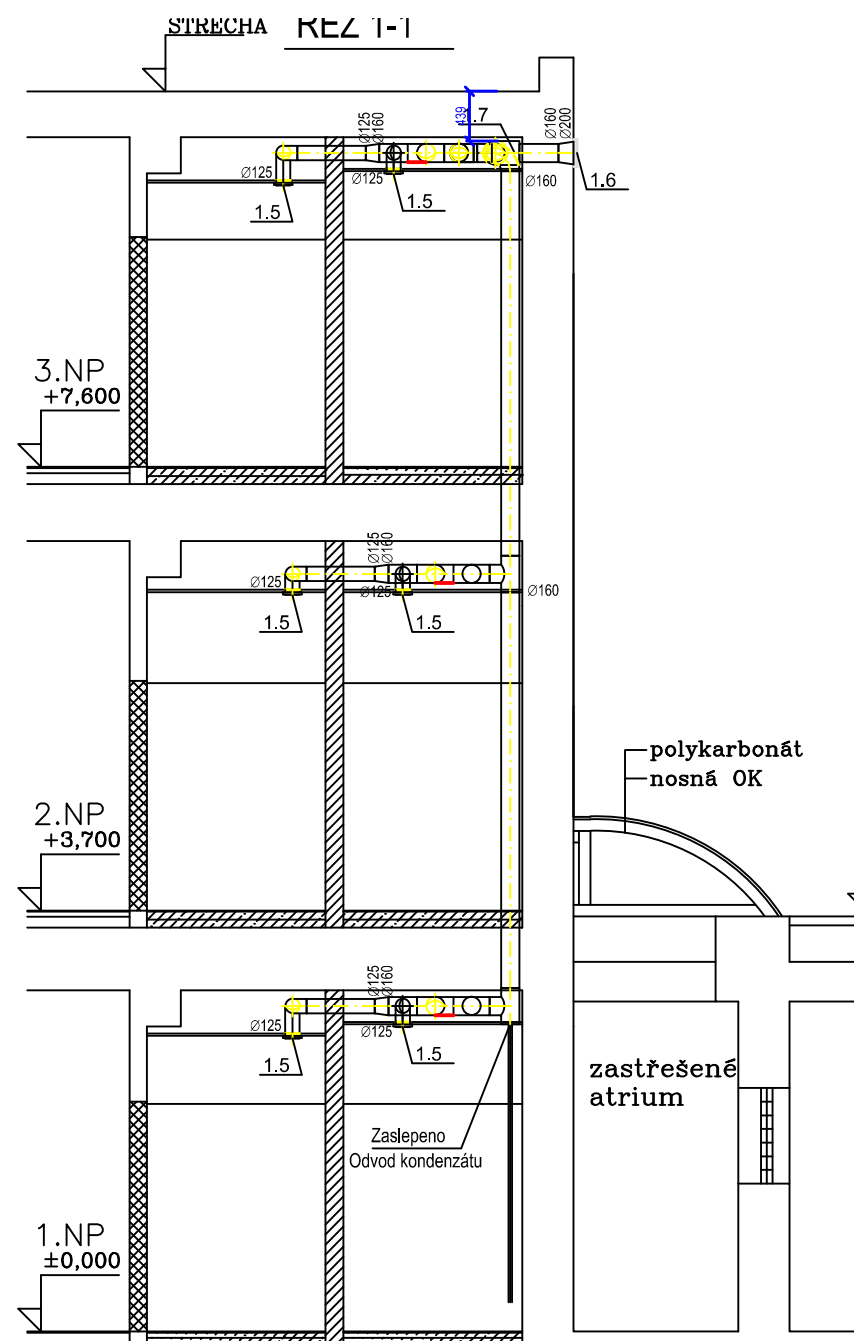 STŘECHA ŘEZ 1-1
439
1.7
Ø125
Ø160
Ø160
Ø200
Ø125
Ø125
Ø160
1.6
1.5
1.5
3.NP
+7,600
Ø125
Ø160
Ø125
Ø125
Ø160
1.5
1.5
polykarbonát
nosná OK
2.NP
+3,700
Ø125
Ø160
Ø125
Ø125
1.5
1.5
zastřešené
atrium
Zaslepeno
Odvod kondenzátu
1.NP
±0,000